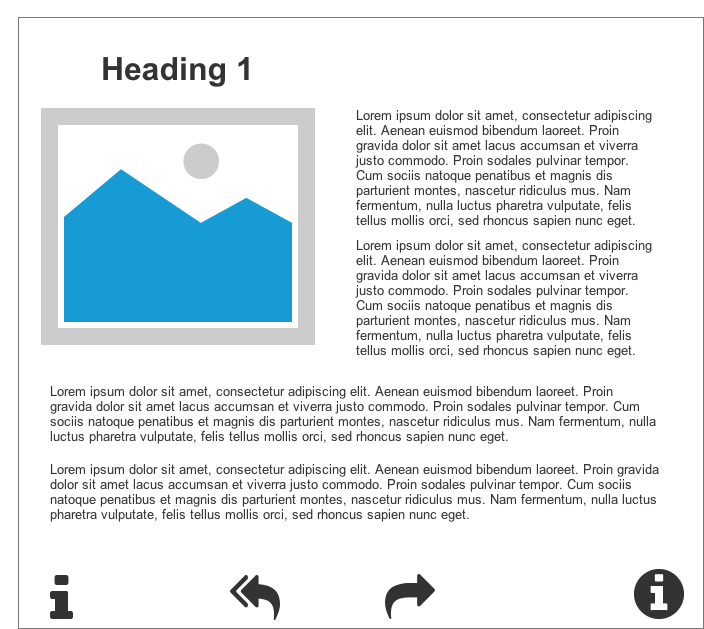 Heading 1
Lorem ipsum dolor sit amet, consectetur adipiscing
elit. Aenean euismod bibendum laoreet. Proin
gravida dolor sit amet lacus accumsan et viverra
justo commodo. Proin sodales pulvinar tempor.
Cum sociis natoque penatibus et magnis dis
parturient montes, nascetur ridiculus mus. Nam
fermentum, nulla luctus pharetra vulputate, felis
tellus mollis orci, sed rhoncus sapien nunc eget.
Lorem ipsum dolor sit amet, consectetur adipiscing
elit. Aenean euismod bibendum laoreet. Proin
gravida dolor sit amet lacus accumsan et viverra
justo commodo. Proin sodales pulvinar tempor.
Cum sociis natoque penatibus et magnis dis
parturient montes, nascetur ridiculus mus. Nam
fermentum, nulla luctus pharetra vulputate, felis
tellus mollis orci, sed rhoncus sapien nunc eget.
Lorem ipsum dolor sit amet, consectetur adipiscing elit. Aenean euismod bibendum laoreet. Proin
gravida dolor sit amet lacus accumsan et viverra justo commodo. Proin sodales pulvinar tempor. Cum
sociis natoque penatibus et magnis dis parturient montes, nascetur ridiculus mus. Nam fermentum, nulla
luctus pharetra vulputate, felis tellus mollis orci, sed rhoncus sapien nunc eget.
Lorem ipsum dolor sit amet, consectetur adipiscing elit. Aenean euismod bibendum laoreet. Proin gravida
dolor sit amet lacus accumsan et viverra justo commodo. Proin sodales pulvinar tempor. Cum sociis
natoque penatibus et magnis dis parturient montes, nascetur ridiculus mus. Nam fermentum, nulla luctus
pharetra vulputate, felis tellus mollis orci, sed rhoncus sapien nunc eget.